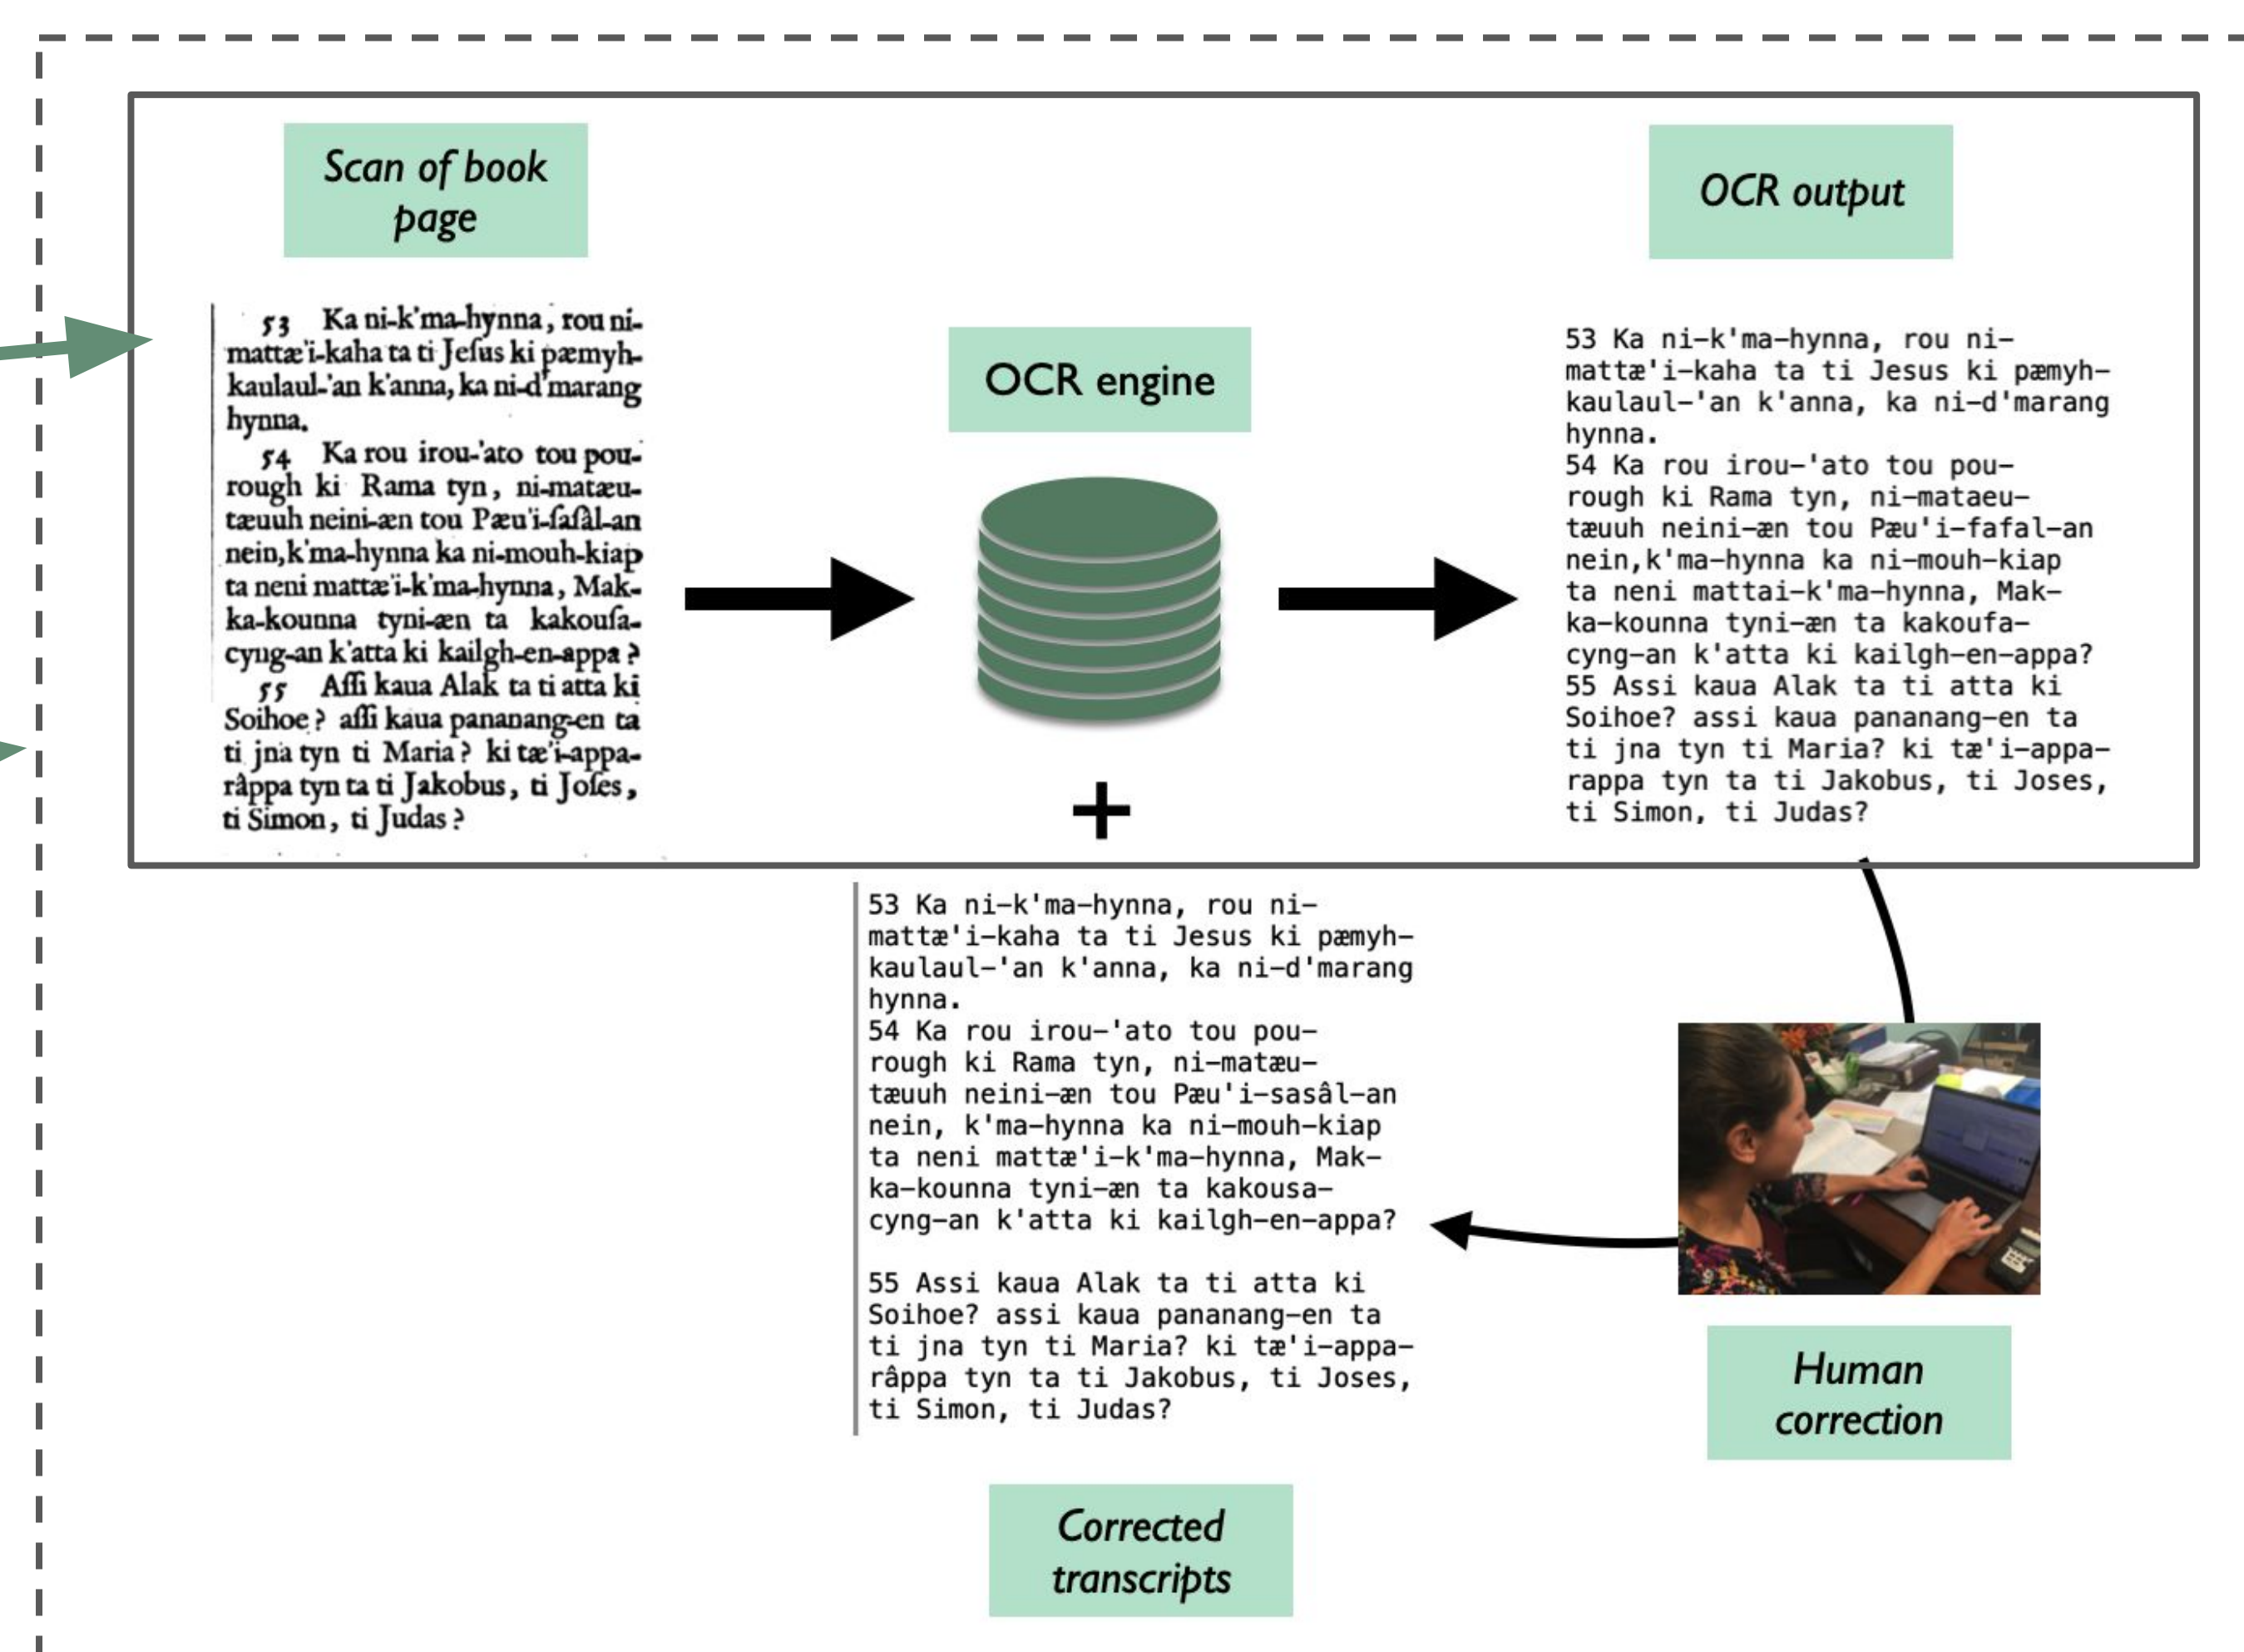 Scan of book
page
53 Ka ni-k'ma-hynna, rou ni-
mattæ'i-kaha ta ti Jeſus ki pæmyh-
kaulaul-'an k'anna, ka ni-d'marang
hynna.
54 Ka rou irou-'ato tou pou-
rough ki Rama tyn, ni-matæu-
tæuuh neini-æn tou Pæu'i-ſaſâl-an
nein, k'ma-hynna ka ni-mouh-kiap
ta neni mattæ'i-k'ma-hynna, Mak-
ka-kounna tyni-æn ta kakouſa-
cyng-an k'atta ki kailgh-en-appa?
55 Aſſi kaua Alak ta ti atta ki
Soihoe? aſſi kaua pananang-en ta
ti jna tyn ti Maria? ki tæ'i-appa-
râppa tyn ta ti Jakobus, ti Joſes,
ti Simon, ti Judas?
OCR engine
+
OCR output
53 Ka ni-k'ma-hynna, rou ni-
mattæ'i-kaha ta ti Jesus ki pæmyh-
kaulaul-'an k'anna, ka ni-d'marang
hynna.
54 Ka rou irou-'ato tou pou-
rough ki Rama tyn, ni-mataeu-
tæuuh neini-æn tou Pæu'i-fafal-an
nein,k'ma-hynna ka ni-mouh-kiap
ta neni mattai-k'ma-hynna, Mak-
ka-kounna tyni-æn ta kakoufa-
cyng-an k'atta ki kailgh-en-appa?
55 Assi kaua Alak ta ti atta ki
Soihoe? assi kaua pananang-en ta
ti jna tyn ti Maria? ki tæ'i-appa-
rappa tyn ta ti Jakobus, ti Joses,
ti Simon, ti Judas?
Human
correction
53 Ka ni-k'ma-hynna, rou ni-
mattæ'i-kaha ta ti Jesus ki pæmyh-
kaulaul-'an k'anna, ka ni-d'marang
hynna.
54 Ka rou irou-'ato tou pou-
rough ki Rama tyn, ni-matæu-
tæuuh neini-æn tou Pæu'i-sasâl-an
nein, k'ma-hynna ka ni-mouh-kiap
ta neni mattæ'i-k'ma-hynna, Mak-
ka-kounna tyni-æn ta kakousa-
cyng-an k'atta ki kailgh-en-appa?
55 Assi kaua Alak ta ti atta ki
Soihoe? assi kaua pananang-en ta
ti jna tyn ti Maria? ki tæ'i-appa-
râppa tyn ta ti Jakobus, ti Joses,
ti Simon, ti Judas?
Corrected
transcripts